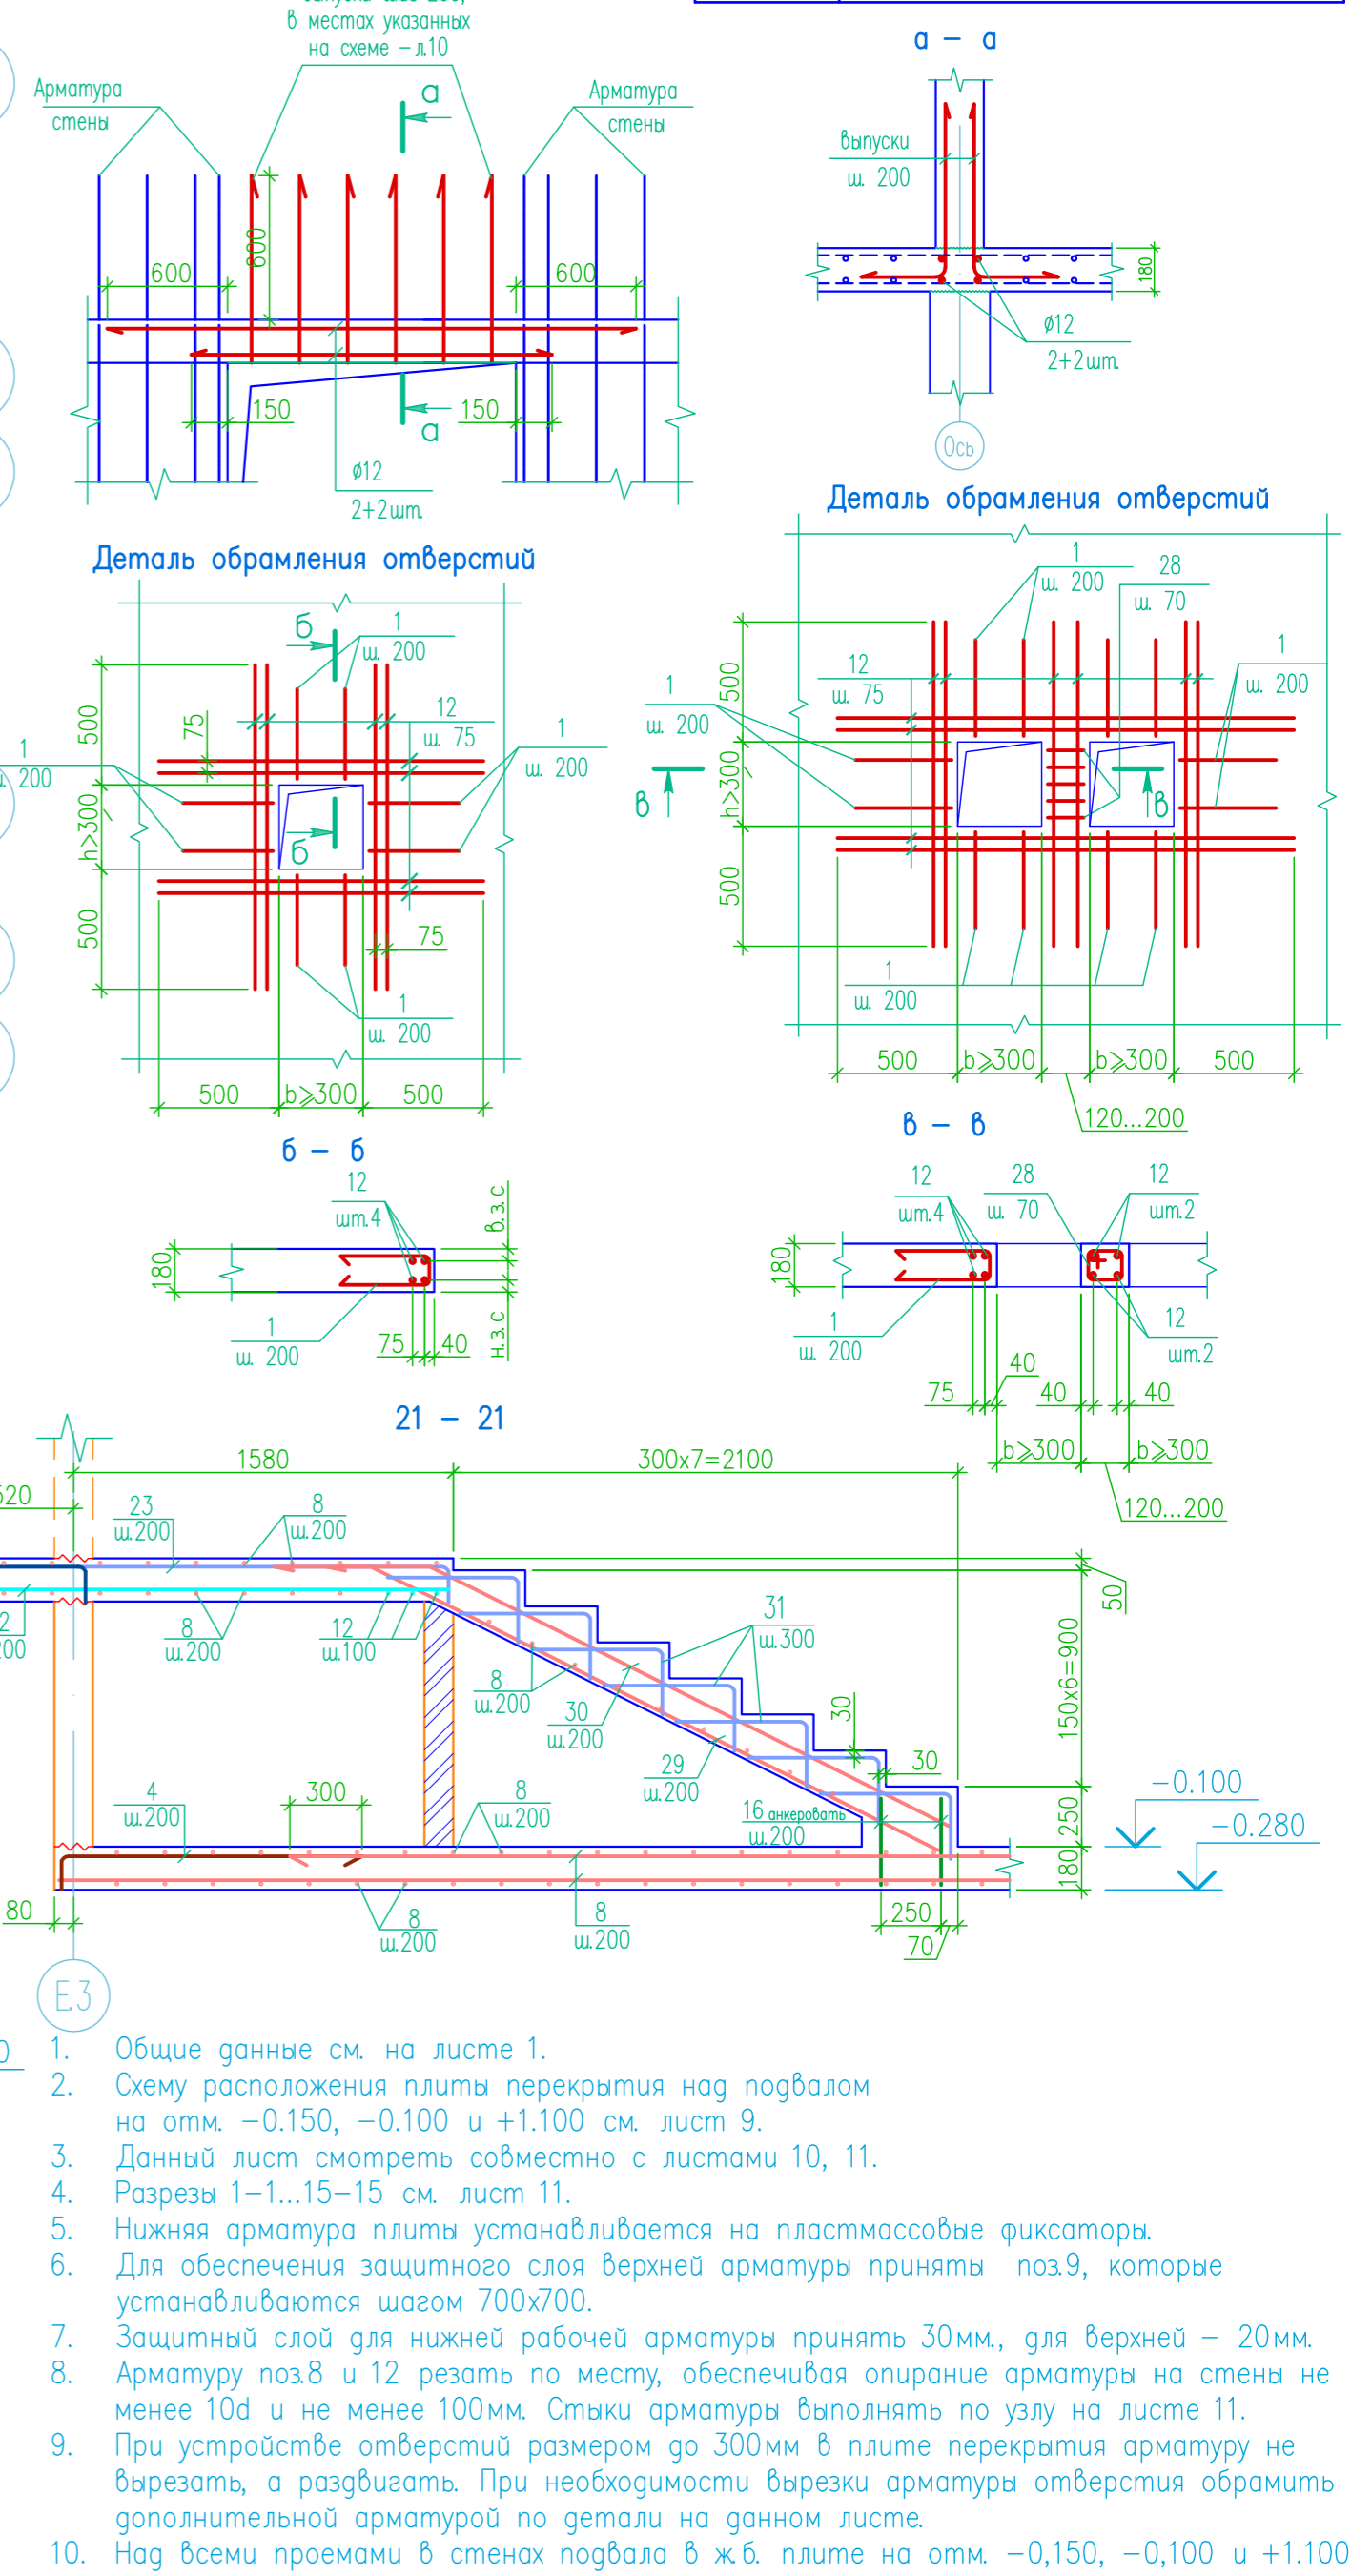 в местах указанных
на схеме – л.10
а – а
Арматура
стены
а
Арматура
стены
выпуски
ш. 200
600
600
600
180
ø12
2+2шт.
150
150
а
ø12
2+2шт.
Ось
Деталь обрамления отверстий
Деталь обрамления отверстий
б
1
ш. 200
500
75
12
ш. 75
1
200
1
ш. 200
h>300
б
500
75
1
ш. 200
500
b⩾300
500
1
ш. 200
28
ш. 70
500
12
ш. 75
1
ш. 200
1
ш. 200
h>300
в
в
500
1
ш. 200
500
b⩾300
b⩾300
500
120...200
б – б
12
шт.4
в.з.с
180
1
ш. 200
75
40
н.з.с
в – в
12
шт.4
28
ш. 70
12
шт.2
180
1
ш. 200
12
шт.2
75
40
40
40
b⩾300
b⩾300
120...200
21 – 21
1580
300х7=2100
23
ш.200
8
ш.200
50
8
ш.200
12
ш.100
31
ш.300
8
ш.200
30
ш.200
29
ш.200
30
30
150х6=900
4
ш.200
300
8
ш.200
16 анкеровать
ш.200
250
180
–0.100
–0.280
80
8
ш.200
8
ш.200
250
70
Е.3
1. Общие данные см. на листе 1.
2. Схему расположения плиты перекрытия над подвалом
на отм. –0.150, –0.100 и +1.100 см. лист 9.
3. Данный лист смотреть совместно с листами 10, 11.
4. Разрезы 1–1...15–15 см. лист 11.
5. Нижняя арматура плиты устанавливается на пластмассовые фиксаторы.
6. Для обеспечения защитного слоя верхней арматуры приняты поз.9, которые
устанавливаются шагом 700х700.
7. Защитный слой для нижней рабочей арматуры принять 30мм., для верхней – 20мм.
8. Арматуру поз.8 и 12 резать по месту, обеспечивая опирание арматуры на стены не
менее 10d и не менее 100мм. Стыки арматуры выполнять по узлу на листе 11.
9. При устройстве отверстий размером до 300мм в плите перекрытия арматуру не
вырезать, а раздвигать. При необходимости вырезки арматуры отверстия обрамить
дополнительной арматурой по детали на данном листе.
10. Над всеми проемами в стенах подвала в ж.б. плите на отм. –0,150, –0,100 и +1.100